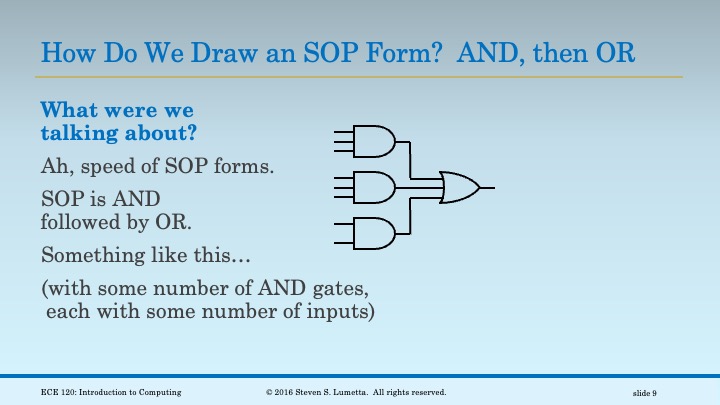 How Do We Draw an SOP Form?  AND, then OR
What were we
talking about?
Ah, speed of SOP forms.
SOP is AND
followed by OR.
Something like this…
(with some number of AND gates,
each with some number of inputs)
ECE 120: Introduction to Computing
© 2016 Steven S. Lumetta.  All rights reserved.
slide 9